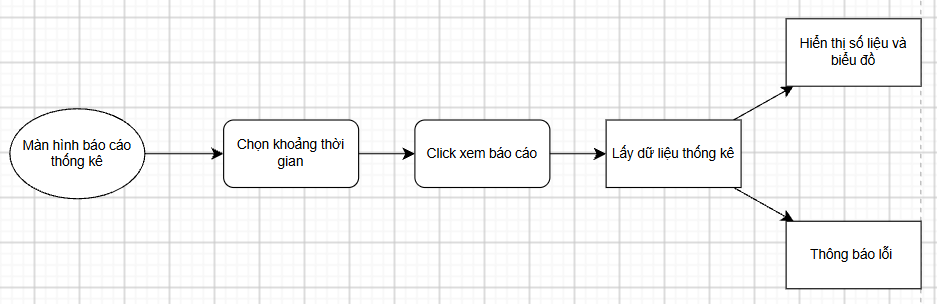 Màn hình báo cáo
thống kê
Chọn khoảng thời
gian
Click xem báo cáo
Lấy dữ liệu thống kê
Hiển thị số liệu và
biểu đồ
Thông báo lỗi